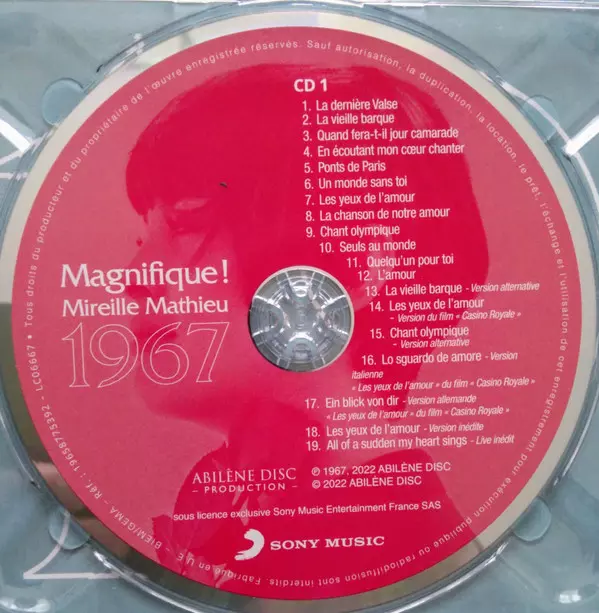 • Tous droits du producteur et du propriétaire de l'œuvre enregistrée réservés. Sauf autorisation, la duplication, la location, le prêt, l'échange et l'utilisation de cet enregistrement pour exécution publique ou radiodiffusion sont interdits. Fabriqué en U.E. – BIEM/GEMA – Réf. : 19658775392 - LC06667
CD 1
1. La dernière Valse
2. La vieille barque
3. Quand fera-t-il jour camarade
4. En écoutant mon cœur chanter
5. Ponts de Paris
6. Un monde sans toi
7. Les yeux de l'amour
8. La chanson de notre amour
9. Chant olympique
10. Seuls au monde
11. Quelqu'un pour toi
12. L'amour
13. La vieille barque - Version alternative
14. Les yeux de l'amour
- Version du film « Casino Royale »
15. Chant olympique
- Version alternative
16. Lo sguardo de amore - Version
italienne
« Les yeux de l'amour » du film « Casino Royale »
17. Ein blick von dir - Version allemande
« Les yeux de l'amour » du film « Casino Royale »
18. Les yeux de l'amour - Version inédite
19. All of a sudden my heart sings - Live inédit
Magnifique !
Mireille Mathieu
1967
ABILÈNE DISC
– PRODUCTION –
℗ 1967, 2022 ABILÈNE DISC
© 2022 ABILÈNE DISC
sous licence exclusive Sony Music Entertainment France SAS
SONY MUSIC